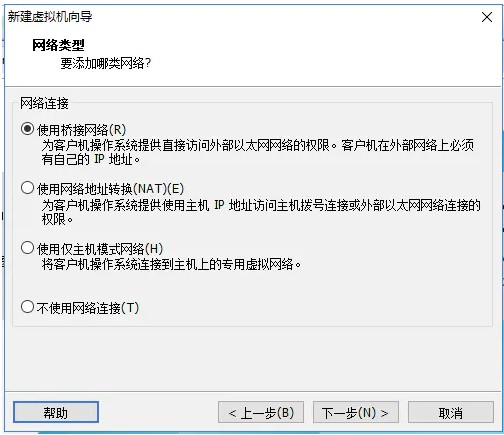 新建虚拟机向导
网络类型
要添加哪类网络?
网络连接
使用桥接网络(R)
为客户机操作系统提供直接访问外部以太网网络的权限。客户机在外部网络上必须
有自己的 IP 地址。
使用网络地址转换(NAT)(E)
为客户机操作系统提供使用主机 IP 地址访问主机拨号连接或外部以太网网络连接的
权限。
使用仅主机模式网络(H)
将客户机操作系统连接到主机上的专用虚拟网络。
不使用网络连接(T)
帮助
< 上一步(B)
下一步(N) >
取消